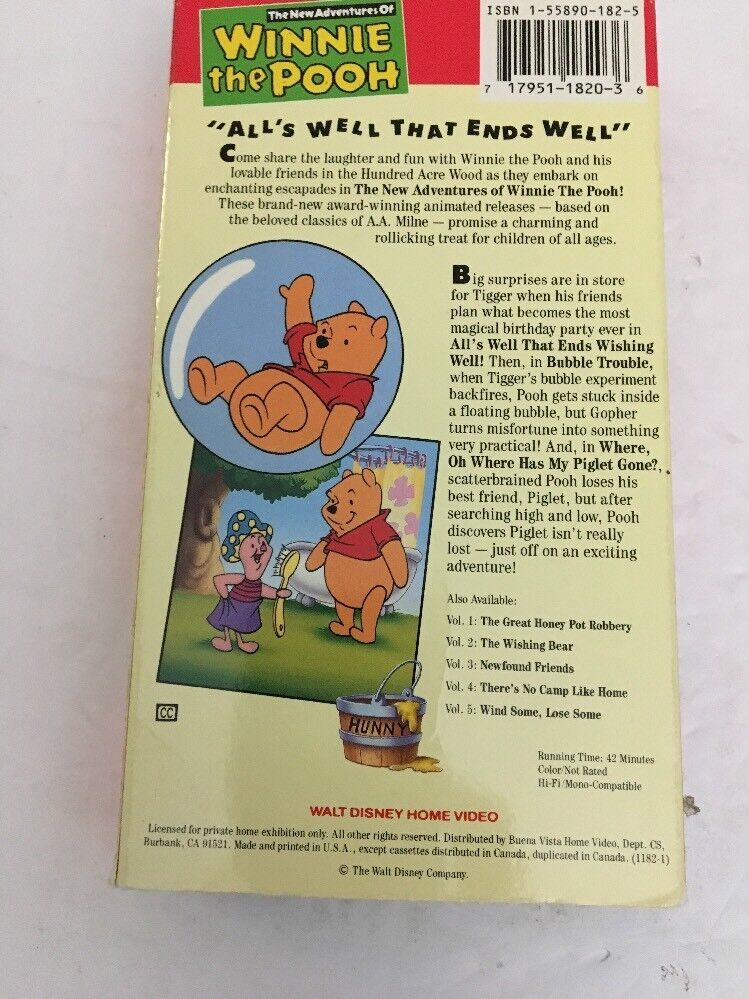 The New Adventures Of
WINNIE
the POOH
ISBN 1-55890-182-5
7 17951-1820-3 6
"ALL'S WELL THAT ENDS WELL"
Come share the laughter and fun with Winnie the Pooh and his
lovable friends in the Hundred Acre Wood as they embark on
enchanting escapades in The New Adventures of Winnie The Pooh!
These brand-new award-winning animated releases — based on
the beloved classics of A.A. Milne — promise a charming and
rollicking treat for children of all ages.
Big surprises are in store
for Tigger when his friends
plan what becomes the most
magical birthday party ever in
All's Well That Ends Wishing
Well! Then, in Bubble Trouble,
when Tigger's bubble experiment
backfires, Pooh gets stuck inside
a floating bubble, but Gopher
turns misfortune into something
very practical! And, in Where,
Oh Where Has My Piglet Gone?,
scatterbrained Pooh loses his
best friend, Piglet, but after
searching high and low, Pooh
discovers Piglet isn't really
lost — just off on an exciting
adventure!
Also Available:
Vol. 1: The Great Honey Pot Robbery
Vol. 2: The Wishing Bear
Vol. 3: Newfound Friends
Vol. 4: There's No Camp Like Home
Vol. 5: Wind Some, Lose Some
CC
HUNNY
Running Time: 42 Minutes
Color/Not Rated
Hi-Fi/Mono-Compatible
WALT DISNEY HOME VIDEO
Licensed for private home exhibition only. All other rights reserved. Distributed by Buena Vista Home Video, Dept. CS,
Burbank, CA 91521. Made and printed in U.S.A., except cassettes distributed in Canada, duplicated in Canada. (1182-1)
© The Walt Disney Company.